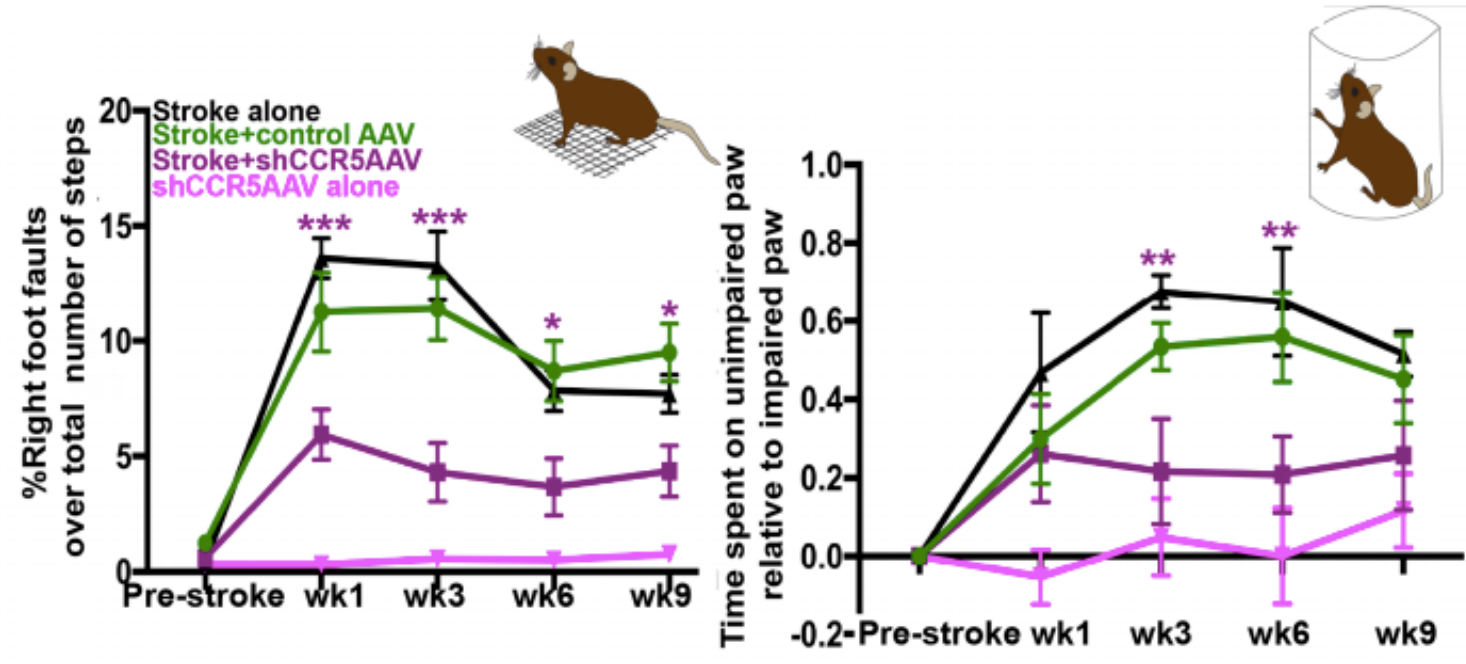 %Right foot faults
over total number of steps
20
15
10
5
0
Stroke alone
Stroke+control AAV
Stroke+shCCR5AAV
shCCR5AAV alone
***
***
*
*
Pre-stroke wk1 wk3 wk6 wk9
Time spent on unimpaired paw
relative to impaired paw
1.0
0.8
0.6
0.4
0.2
0.0
-0.2
**
**
Pre-stroke wk1 wk3 wk6 wk9